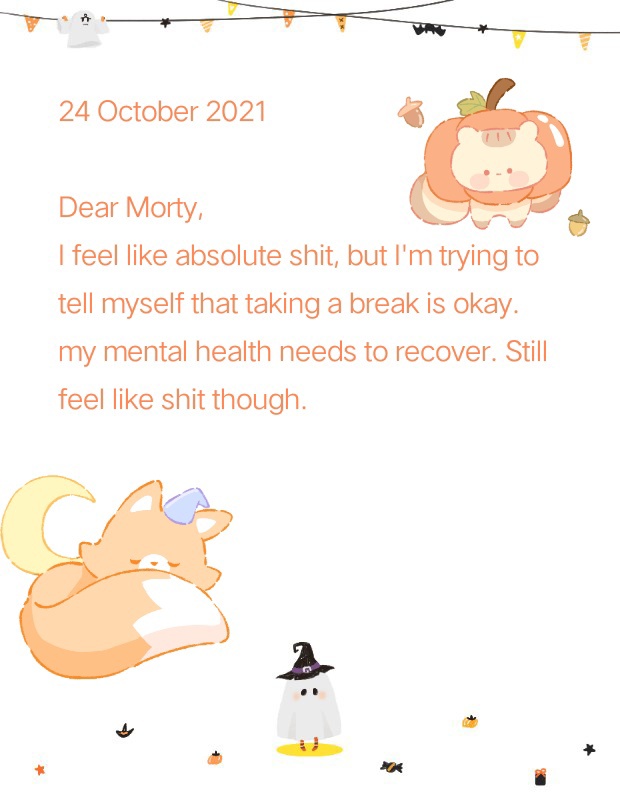 24 October 2021
Dear Morty,
I feel like absolute shit, but I'm trying to
tell myself that taking a break is okay.
my mental health needs to recover. Still
feel like shit though.